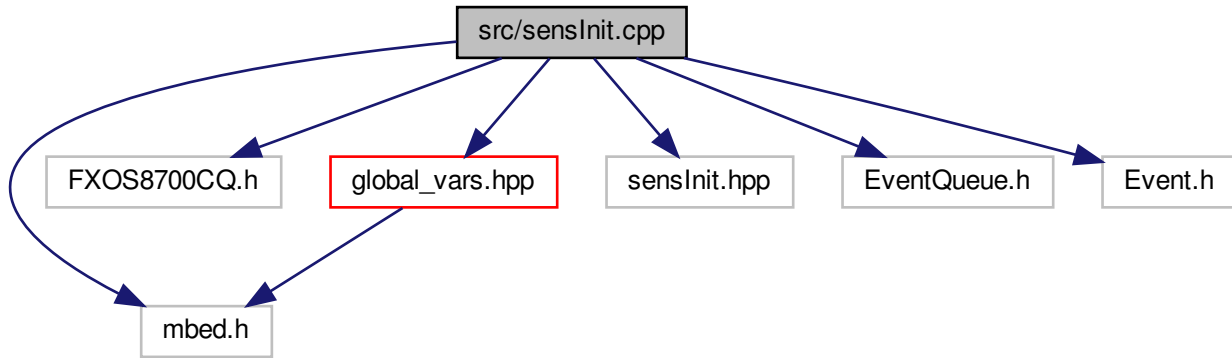 src/sensInit.cpp
FXOS8700CQ.h
global_vars.hpp
sensInit.hpp
EventQueue.h
Event.h
mbed.h